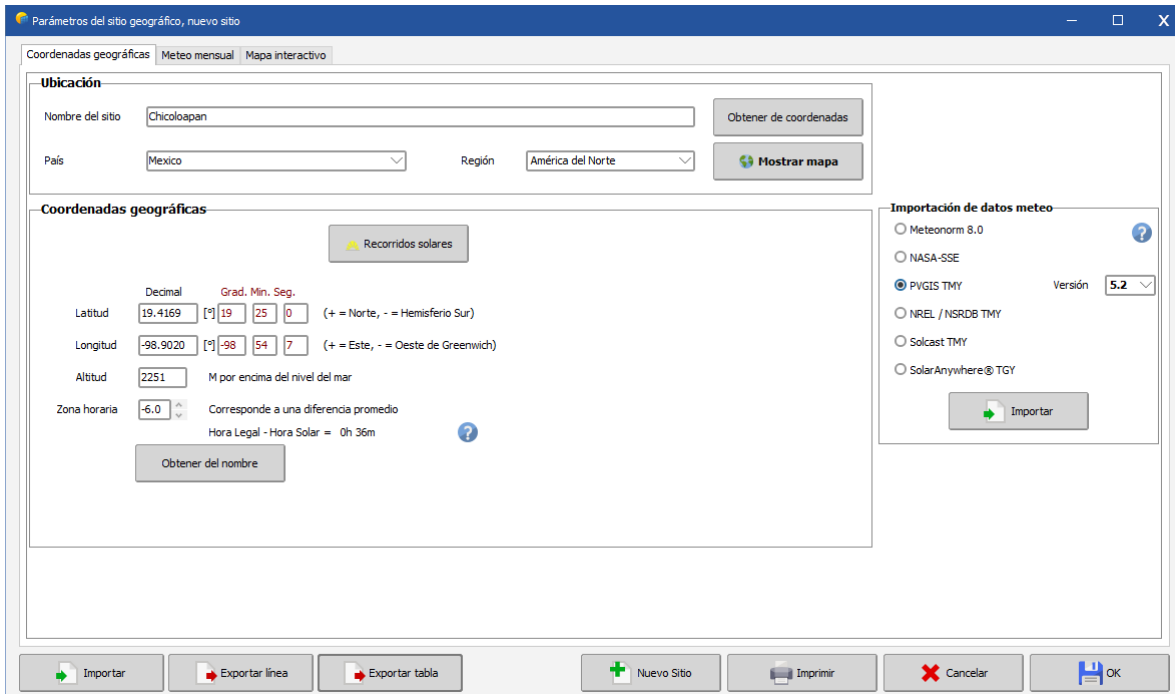 Parámetros del sitio geográfico, nuevo sitio
Coordenadas geográficas Meteo mensual Mapa interactivo
Ubicación
Nombre del sitio Chicoloapan Obtener de coordenadas
País Mexico Región América del Norte Mostrar mapa
Coordenadas geográficas
Recorridos solares
Decimal Grad. Min. Seg.
Latitud 19.4169 [°] 19 25 0 (+ = Norte, - = Hemisferio Sur)
Longitud -98.9020 [°] -98 54 7 (+ = Este, - = Oeste de Greenwich)
Altitud 2251 M por encima del nivel del mar
Zona horaria -6.0 Corresponde a una diferencia promedio
Hora Legal - Hora Solar = 0h 36m ?
Obtener del nombre
Importación de datos meteo
Meteonorm 8.0 ?
NASA-SSE
PVGIS TMY Versión 5.2
NREL / NSRDB TMY
Solcast TMY
SolarAnywhere® TGY
Importar
Importar Exportar línea Exportar tabla Nuevo Sitio Imprimir Cancelar OK